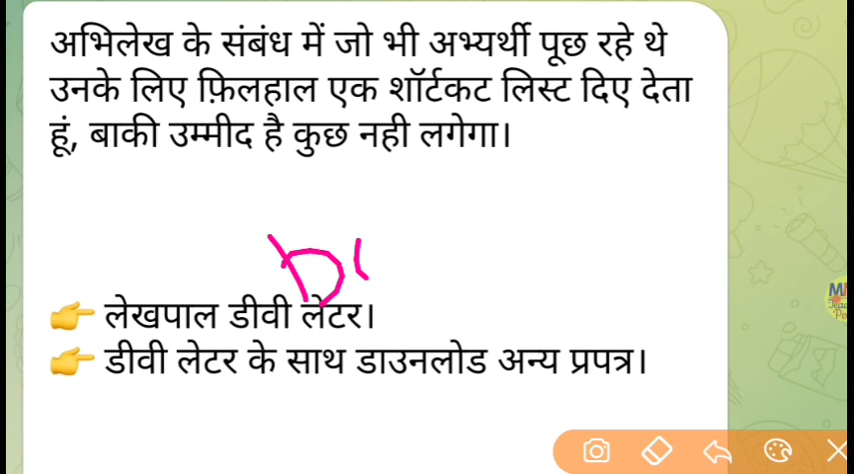 अभिलेख के संबंध में जो भी अभ्यर्थी पूछ रहे थे
उनके लिए फ़िलहाल एक शॉर्टकट लिस्ट दिए देता
हूं, बाकी उम्मीद है कुछ नही लगेगा।
👉 लेखपाल डीवी लेटर।
👉 डीवी लेटर के साथ डाउनलोड अन्य प्रपत्र।